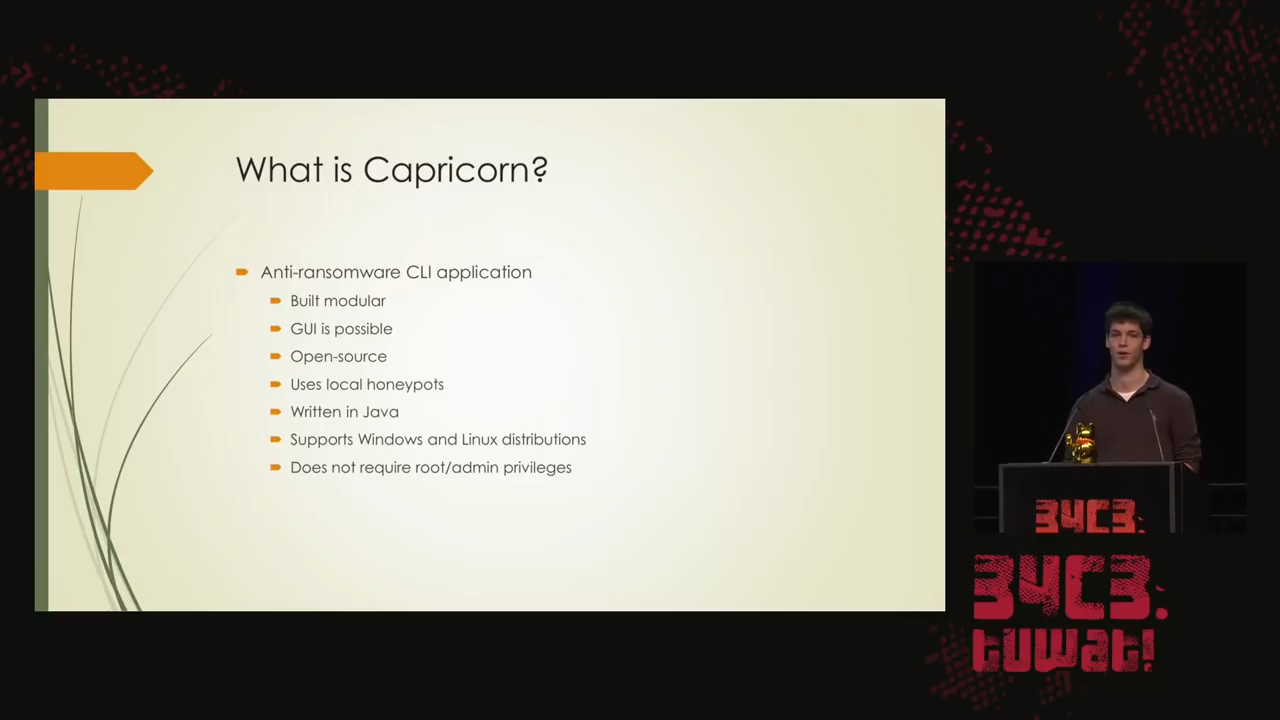 What is Capricorn?
Anti-ransomware CLI application
Built modular
GUI is possible
Open-source
Uses local honeypots
Written in Java
Supports Windows and Linux distributions
Does not require root/admin privileges
34C3.
34C3.
tuwat!